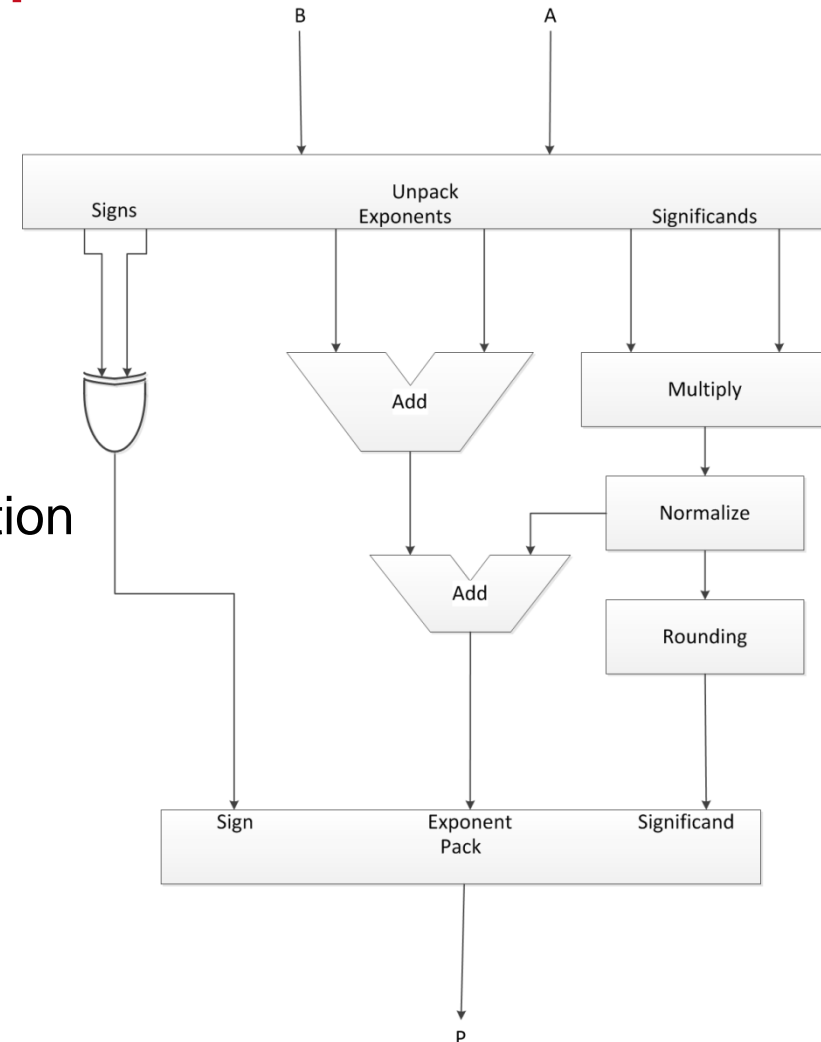 B A
Unpack
Signs Exponents Significands
Add
Multiply
tion
Normalize
Add
Rounding
Sign Exponent Significand
Pack
P